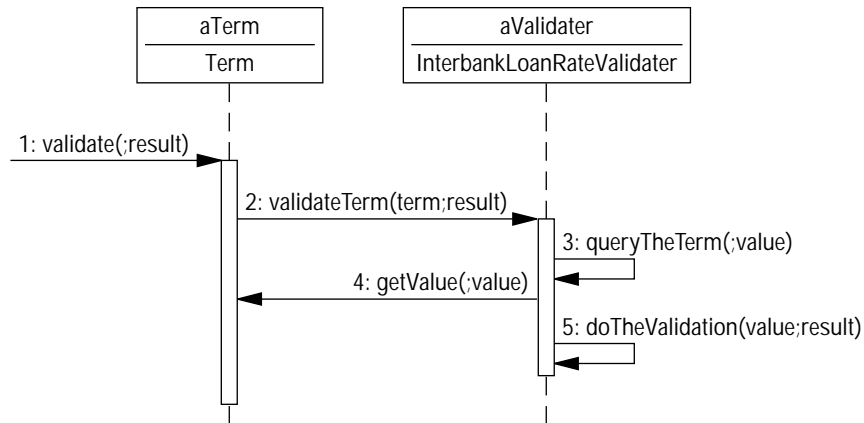 aTerm
Term
aValidater
InterbankLoanRateValidater
1: validate(;result)
2: validateTerm(term;result)
3: queryTheTerm(;value)
4: getValue(;value)
5: doTheValidation(value;result)